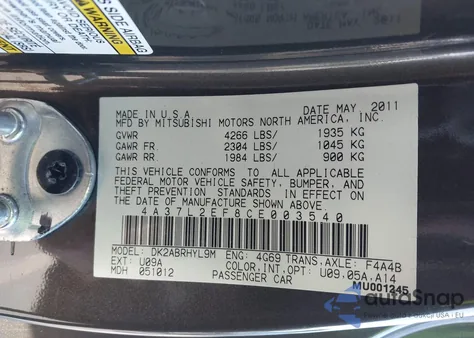 S SIDE AIRBAG
MADE IN U.S.A.
DATE MAY, 2011
MFD BY MITSUBISHI MOTORS NORTH AMERICA, INC.
GVWR 4266 LBS/ 1935 KG
GAWR FR. 2304 LBS/ 1045 KG
GAWR RR. 1984 LBS/ 900 KG
THIS VEHICLE CONFORMS TO ALL APPLICABLE
FEDERAL MOTOR VEHICLE SAFETY, BUMPER, AND
THEFT PREVENTION STANDARDS IN EFFECT ON
THE DATE OF MANUFACTURE SHOWN ABOVE.
4A37L2EF8CE003540
MODEL: DK2ABRHYL9M ENG: 4G69 TRANS.AXLE: F4A4B
EXT: U09A COLOR,INT,OPT: U09.05A.A14
MDH 051012 PASSENGER CAR
MU001245
autoSnap